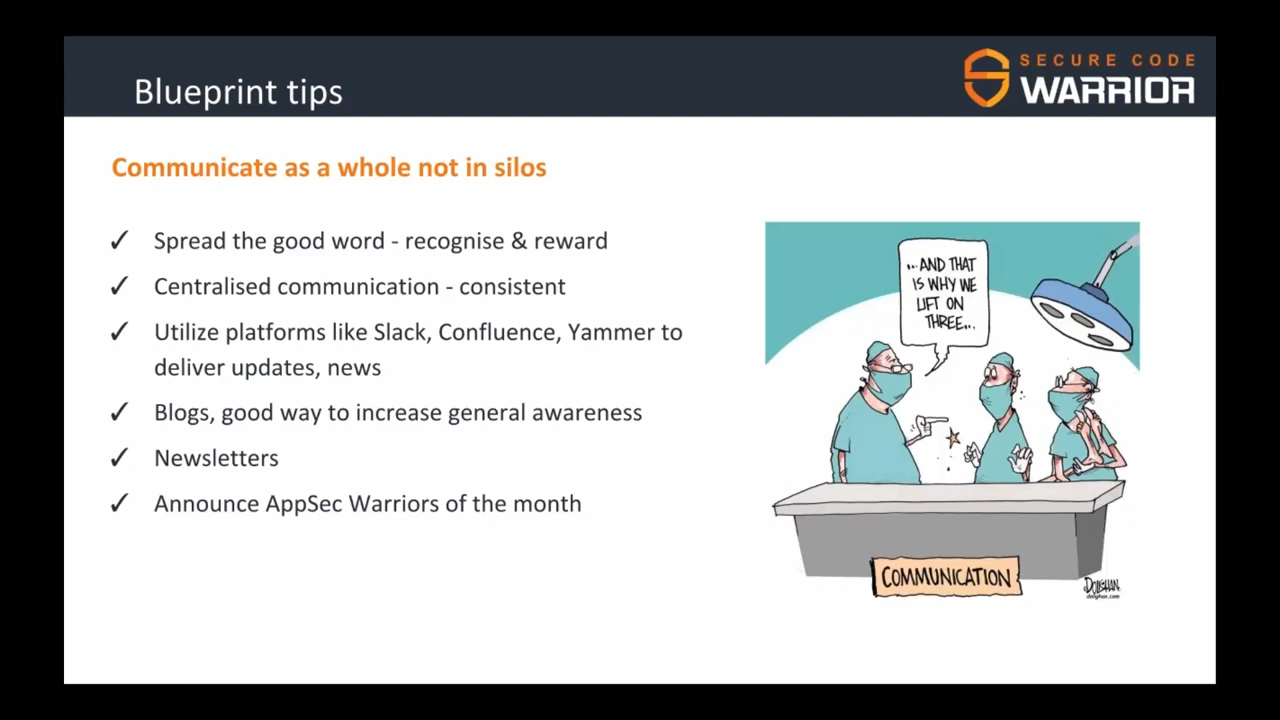 Blueprint tips
SECURE CODE
WARRIOR
Communicate as a whole not in silos
✓ Spread the good word - recognise & reward
✓ Centralised communication - consistent
✓ Utilize platforms like Slack, Confluence, Yammer to
deliver updates, news
✓ Blogs, good way to increase general awareness
✓ Newsletters
✓ Announce AppSec Warriors of the month
...AND THAT
IS WHY WE
LIFT ON
THREE...
COMMUNICATION